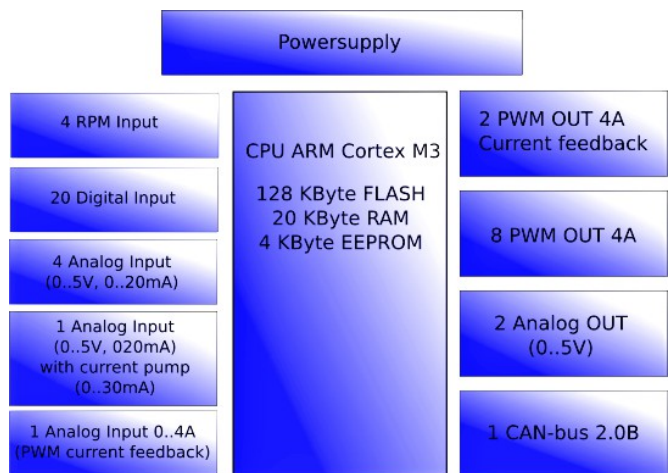 Powersupply
4 RPM Input
20 Digital Input
4 Analog Input
(0..5V, 0..20mA)
1 Analog Input
(0..5V, 020mA)
with current pump
(0..30mA)
1 Analog Input 0..4A
(PWM current feedback)
CPU ARM Cortex M3
128 KByte FLASH
20 KByte RAM
4 KByte EEPROM
2 PWM OUT 4A
Current feedback
8 PWM OUT 4A
2 Analog OUT
(0..5V)
1 CAN-bus 2.0B